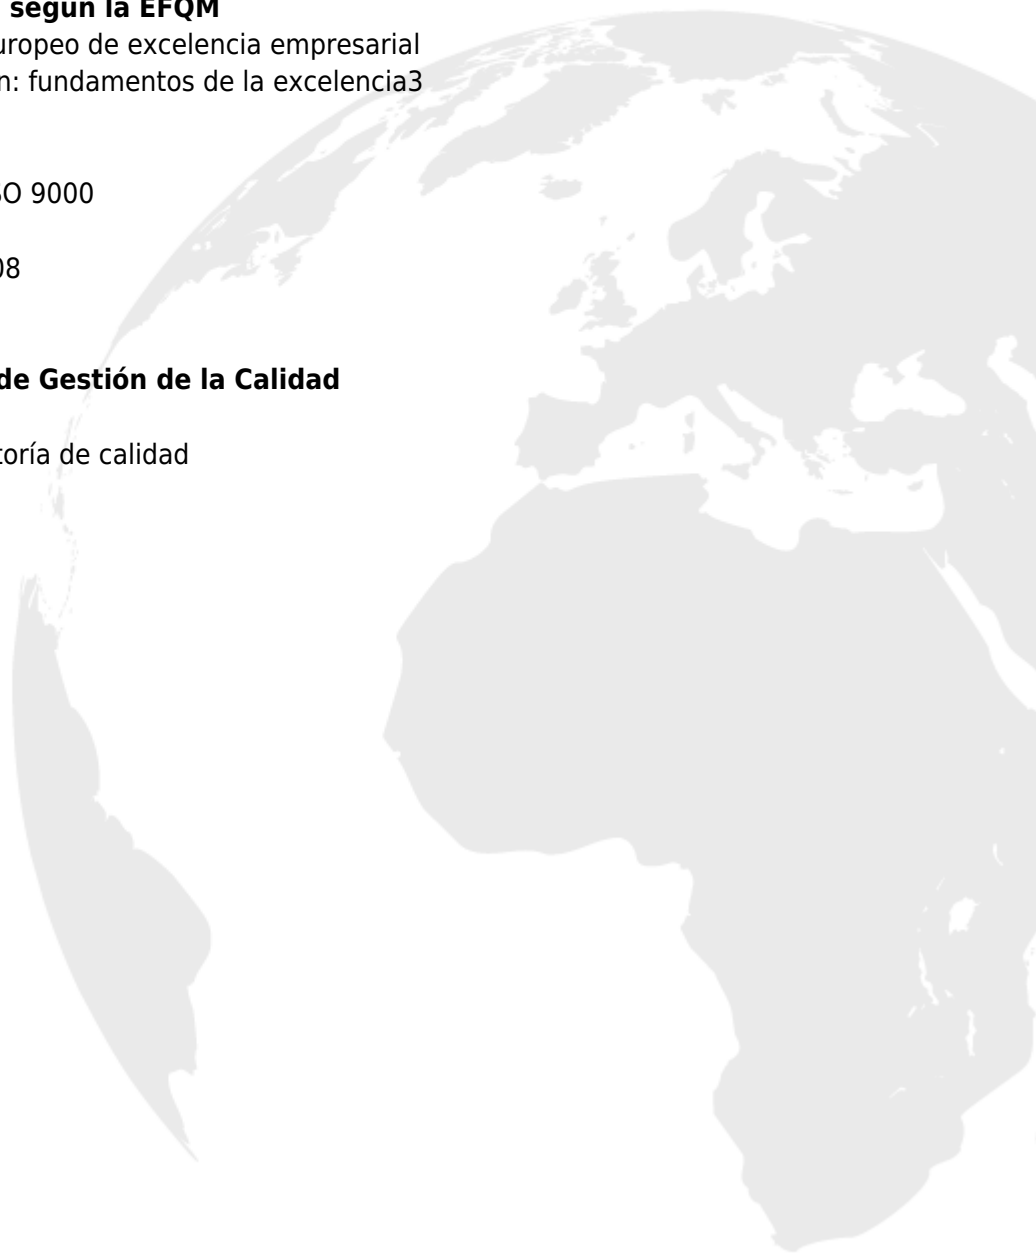 según la EFQM
uropeo de excelencia empresarial
n: fundamentos de la excelencia3
SO 9000
08
de Gestión de la Calidad
toría de calidad